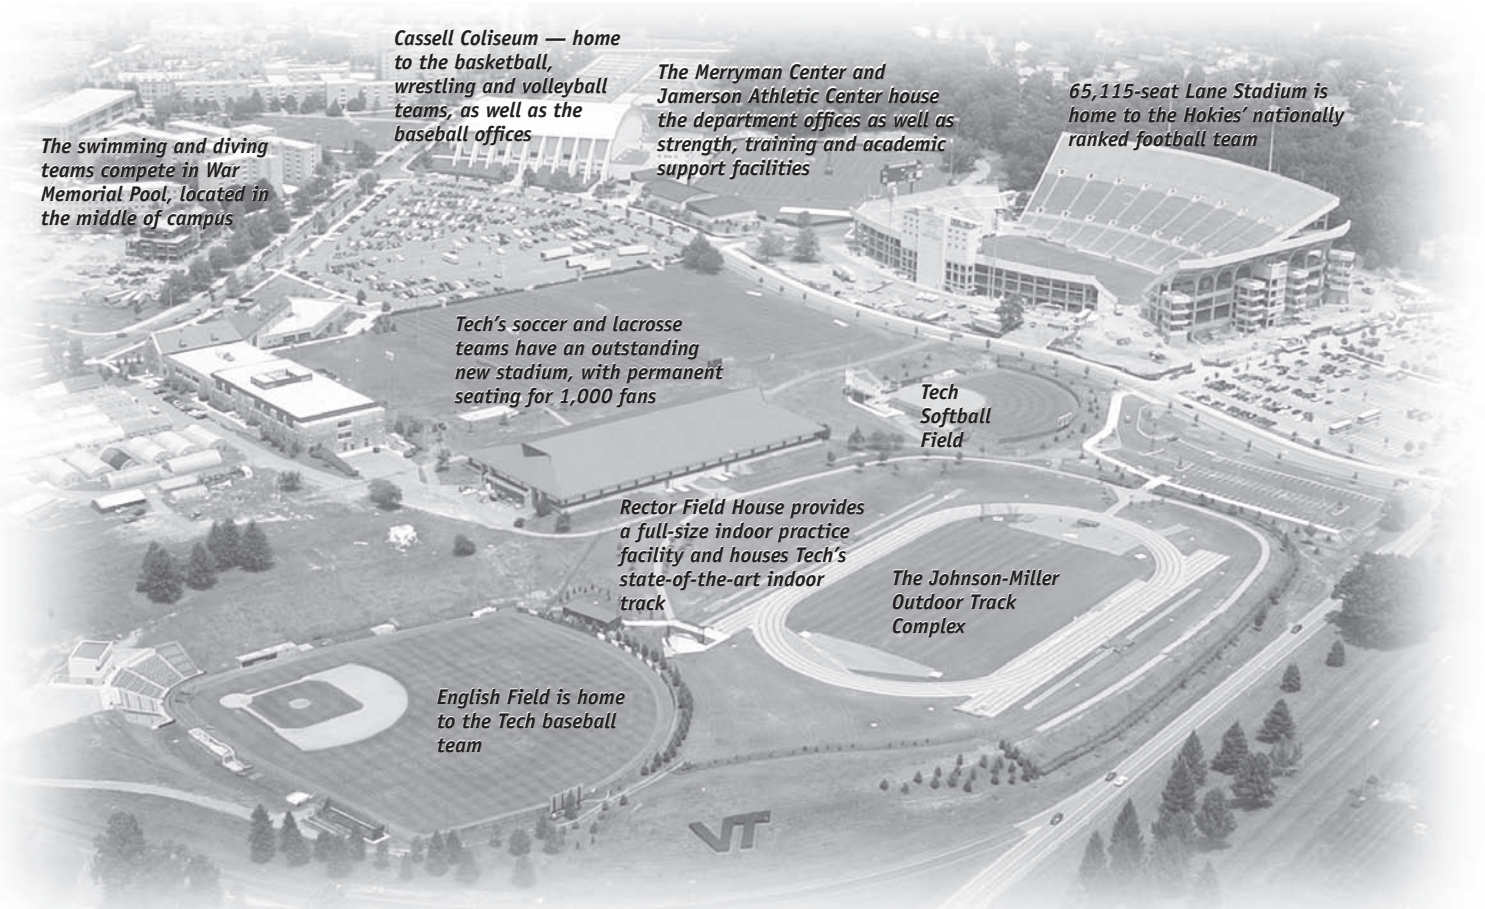 Cassell Coliseum — home
to the basketball,
wrestling and volleyball
teams, as well as the
baseball offices
The Merryman Center and
Jamerson Athletic Center house
the department offices as well as
strength, training and academic
support facilities
65,115-seat Lane Stadium is
home to the Hokies’ nationally
ranked football team
The swimming and diving
teams compete in War
Memorial Pool, located in
the middle of campus
Tech’s soccer and lacrosse
teams have an outstanding
new stadium, with permanent
seating for 1,000 fans
Tech
Softball
Field
Rector Field House provides
a full-size indoor practice
facility and houses Tech’s
state-of-the-art indoor
track
The Johnson-Miller
Outdoor Track
Complex
English Field is home
to the Tech baseball
team
VT